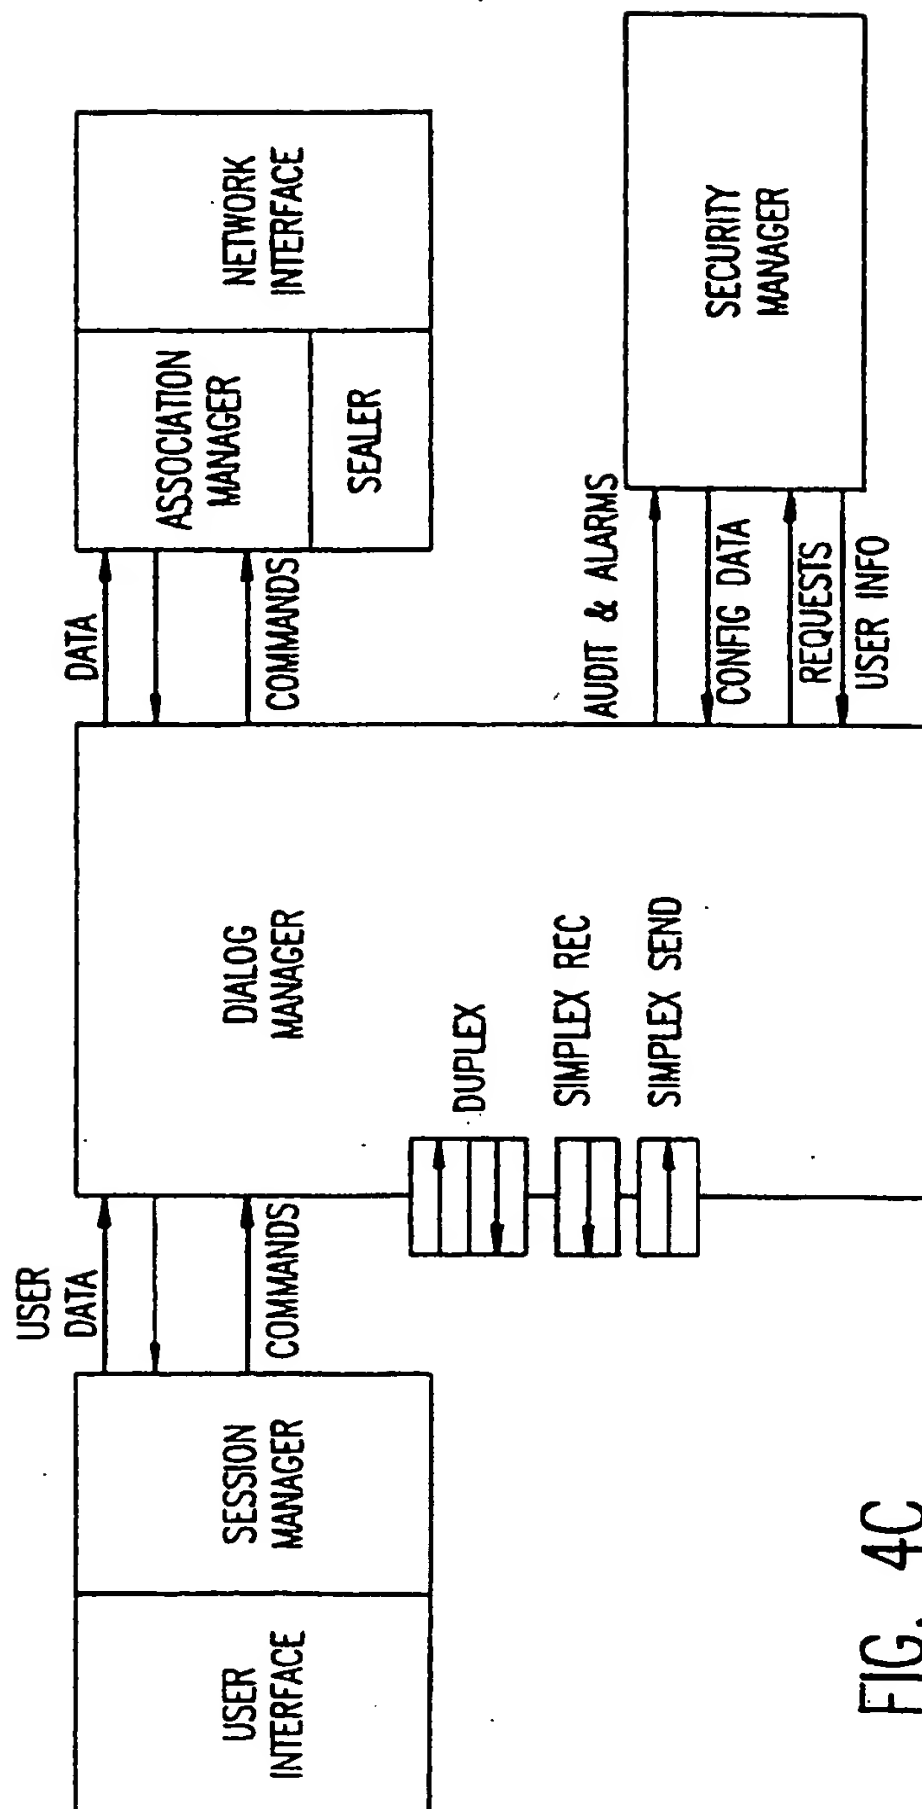 USER
INTERFACE
SESSION
MANAGER
USER
DATA
COMMANDS
DIALOG
MANAGER
DUPLEX
SIMPLEX REC
SIMPLEX SEND
DATA
COMMANDS
ASSOCIATION
MANAGER
SEALER
NETWORK
INTERFACE
AUDIT & ALARMS
CONFIG DATA
REQUESTS
USER INFO
SECURITY
MANAGER
FIG. 4C